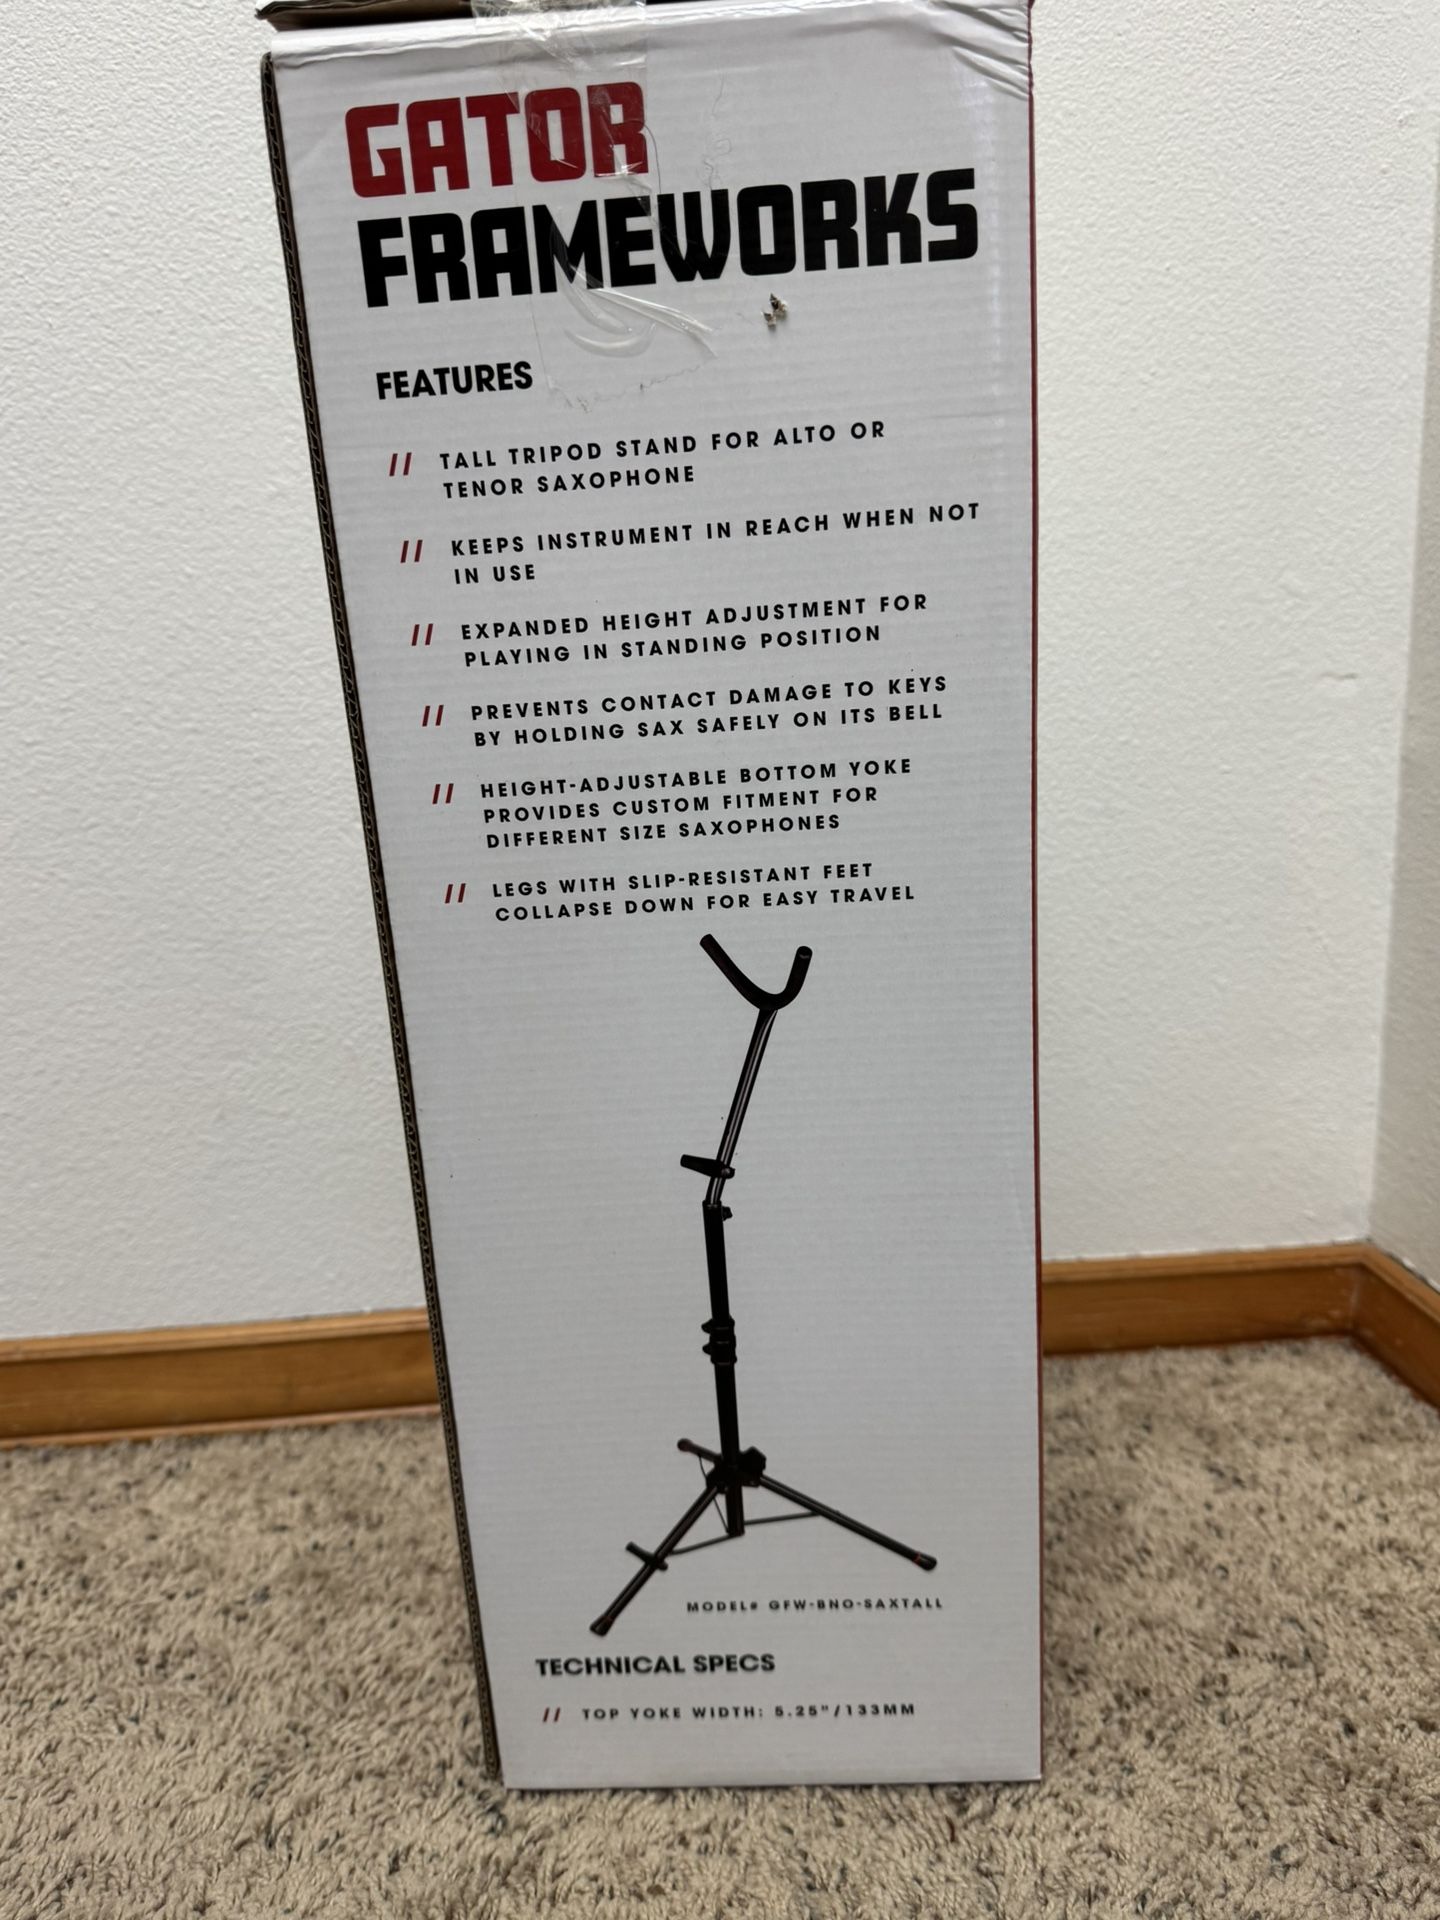 GATOR
FRAMEWORKS
FEATURES
// TALL TRIPOD STAND FOR ALTO OR
TENOR SAXOPHONE
// KEEPS INSTRUMENT IN REACH WHEN NOT
IN USE
// EXPANDED HEIGHT ADJUSTMENT FOR
PLAYING IN STANDING POSITION
// PREVENTS CONTACT DAMAGE TO KEYS
BY HOLDING SAX SAFELY ON ITS BELL
// HEIGHT-ADJUSTABLE BOTTOM YOKE
PROVIDES CUSTOM FITMENT FOR
DIFFERENT SIZE SAXOPHONES
// LEGS WITH SLIP-RESISTANT FEET
COLLAPSE DOWN FOR EASY TRAVEL
MODEL# GFW-BNO-SAXTALL
TECHNICAL SPECS
// TOP YOKE WIDTH: 5.25"/133MM